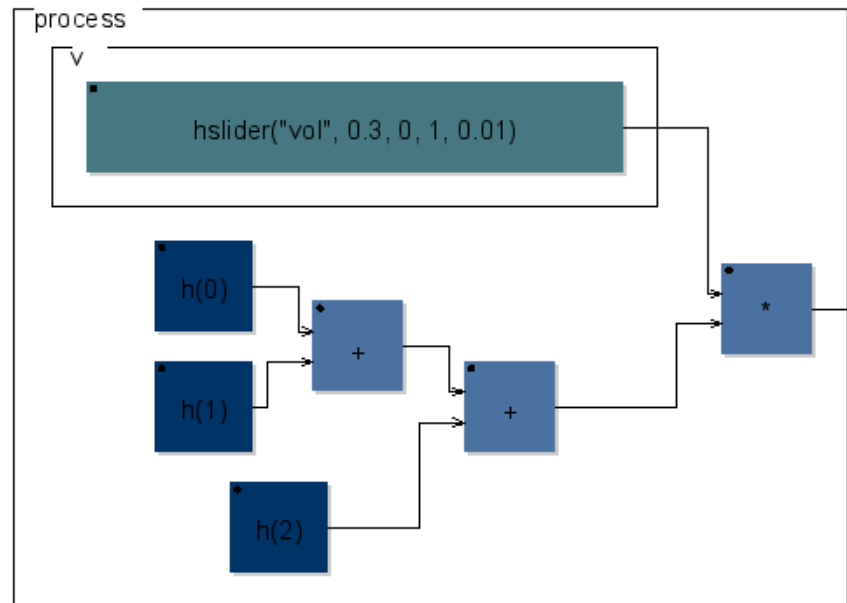 process
v
hslider("vol", 0.3, 0, 1, 0.01)
h(0)
+
*
h(1)
+
h(2)